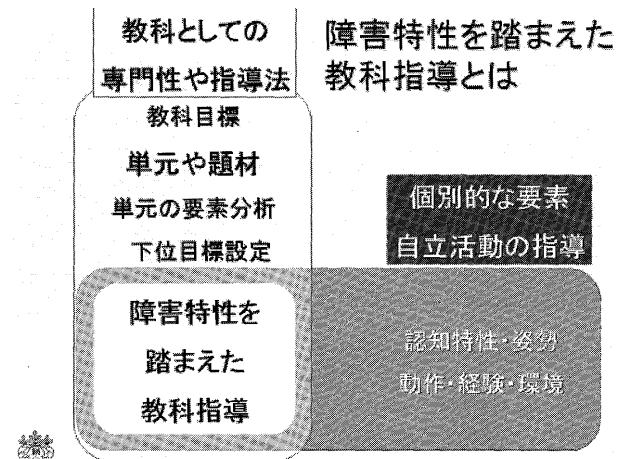 障害特性を踏まえた
教科指導とは
教科としての
専門性や指導法
教科目標
単元や題材
単元の要素分析
下位目標設定
障害特性を
踏まえた
教科指導
個別的な要素
自立活動の指導
認知特性・姿勢
動作・経験・環境